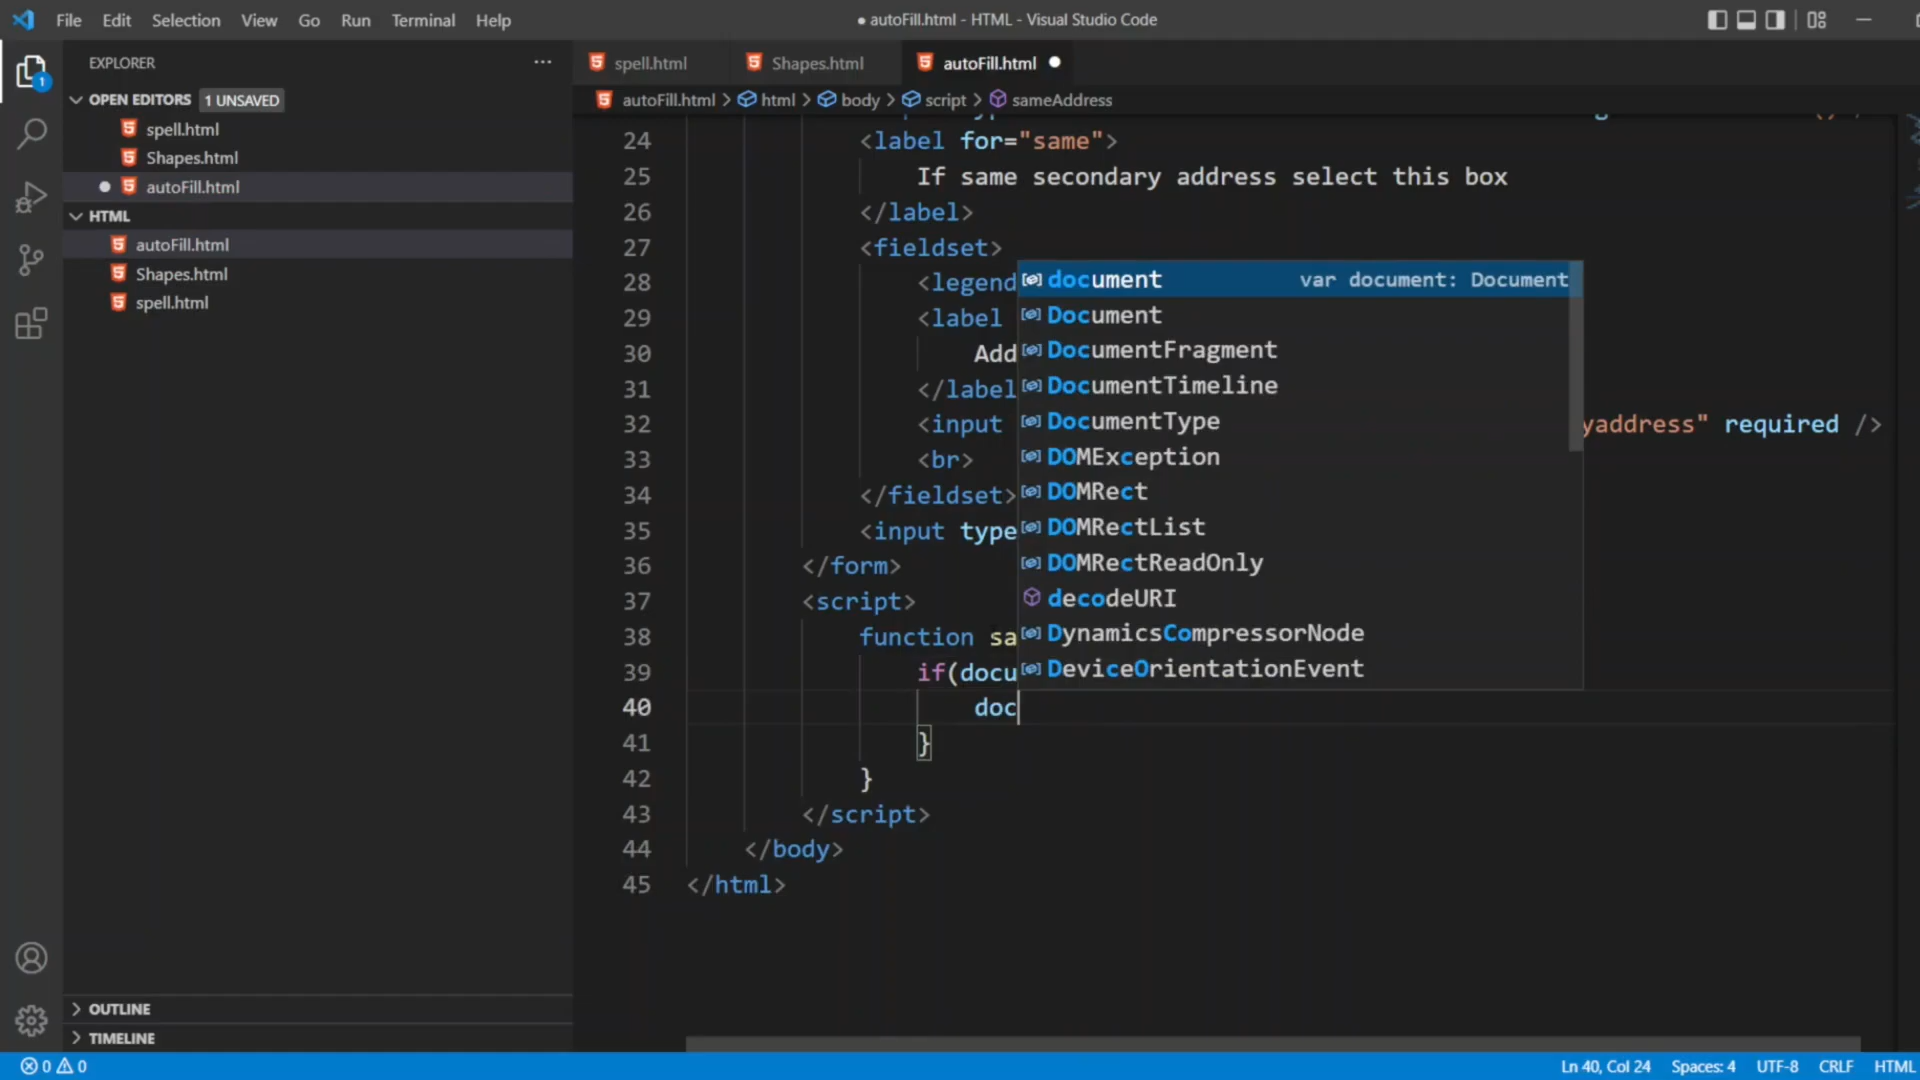 File Edit Selection View Go Run Terminal Help
● autoFill.html - HTML - Visual Studio Code
EXPLORER
OPEN EDITORS 1 UNSAVED
spell.html
Shapes.html
autoFill.html
HTML
autoFill.html
Shapes.html
spell.html
OUTLINE
TIMELINE
1
spell.html Shapes.html autoFill.html
autoFill.html > html > body > script > sameAddress
24 <label for="same">
25 If same secondary address select this box
26 </label>
27 <fieldset>
28 <legend
29 <label
30 Add
31 </label
32 <input yaddress" required />
33 <br>
34 </fieldset>
35 <input type
36 </form>
37 <script>
38 function sa
39 if(docu
40 doc
41 }
42 }
43 </script>
44 </body>
45 </html>
document var document: Document
Document
DocumentFragment
DocumentTimeline
DocumentType
DOMException
DOMRect
DOMRectList
DOMRectReadOnly
decodeURI
DynamicsCompressorNode
DeviceOrientationEvent
0 0
Ln 40, Col 24 Spaces: 4 UTF-8 CRLF HTML